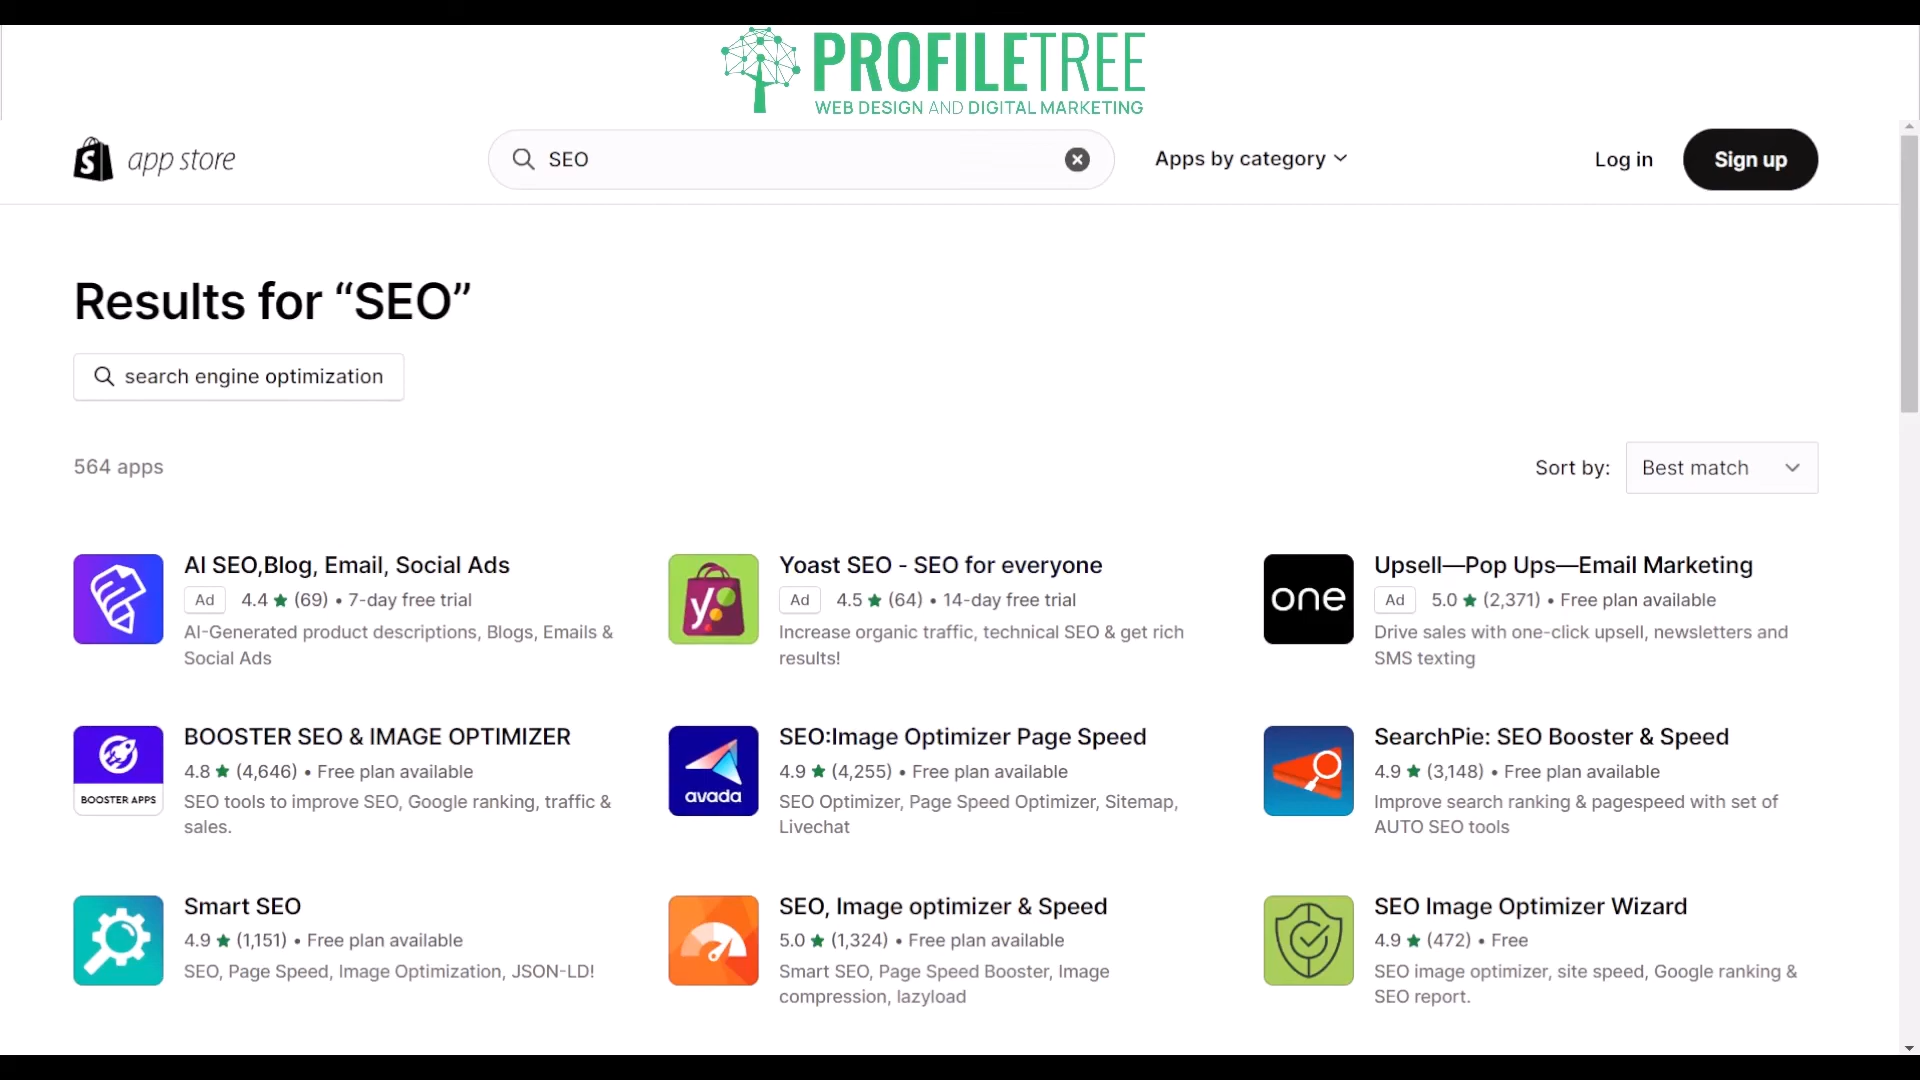 PROFILETREE
WEB DESIGN AND DIGITAL MARKETING
S app store
SEO
Apps by category
Log in
Sign up
Results for “SEO”
search engine optimization
564 apps
Sort by:
Best match
AI SEO,Blog, Email, Social Ads
Ad 4.4 ★ (69) • 7-day free trial
AI-Generated product descriptions, Blogs, Emails &
Social Ads
y
Yoast SEO - SEO for everyone
Ad 4.5 ★ (64) • 14-day free trial
Increase organic traffic, technical SEO & get rich
results!
one
Upsell—Pop Ups—Email Marketing
Ad 5.0 ★ (2,371) • Free plan available
Drive sales with one-click upsell, newsletters and
SMS texting
BOOSTER APPS
BOOSTER SEO & IMAGE OPTIMIZER
4.8 ★ (4,646) • Free plan available
SEO tools to improve SEO, Google ranking, traffic &
sales.
avada
SEO:Image Optimizer Page Speed
4.9 ★ (4,255) • Free plan available
SEO Optimizer, Page Speed Optimizer, Sitemap,
Livechat
SearchPie: SEO Booster & Speed
4.9 ★ (3,148) • Free plan available
Improve search ranking & pagespeed with set of
AUTO SEO tools
Smart SEO
4.9 ★ (1,151) • Free plan available
SEO, Page Speed, Image Optimization, JSON-LD!
SEO, Image optimizer & Speed
5.0 ★ (1,324) • Free plan available
Smart SEO, Page Speed Booster, Image
compression, lazyload
SEO Image Optimizer Wizard
4.9 ★ (472) • Free
SEO image optimizer, site speed, Google ranking &
SEO report.